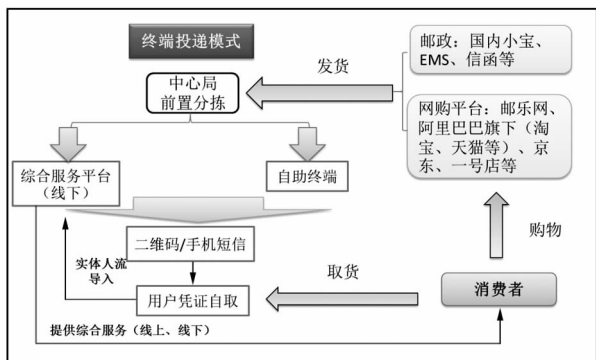 终端投递模式
中心局
前置分拣
发货
邮政：国内小宝、
EMS、信函等
网购平台：邮乐网、
阿里巴巴旗下（淘
宝、天猫等）、京
东、一号店等
综合服务平台
（线下）
自助终端
二维码/手机短信
购物
实体人流
导入
用户凭证自取
取货
消费者
提供综合服务（线上、线下）